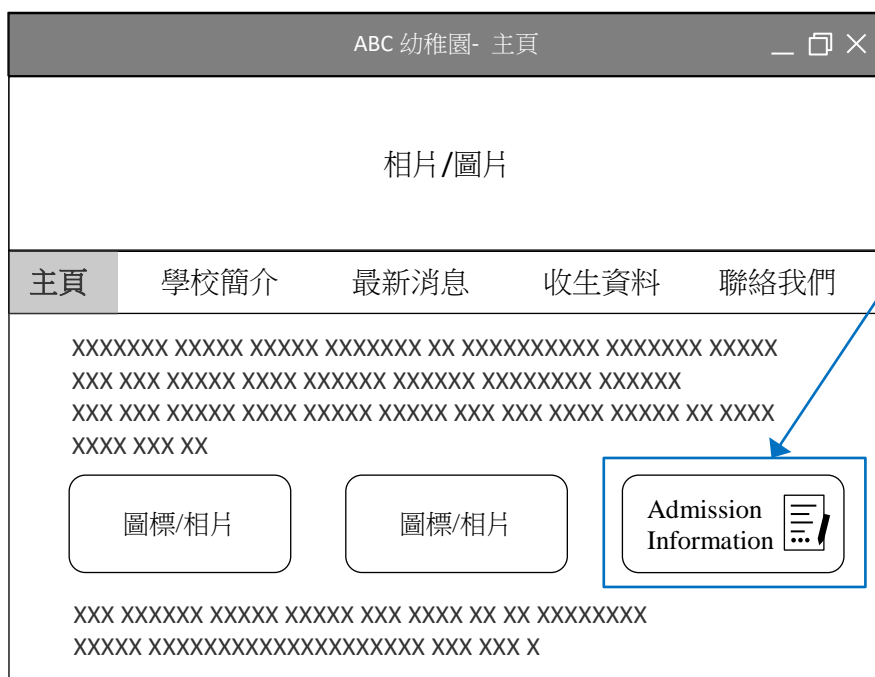 ABC 幼稚園- 主頁
相片/圖片
主頁 學校簡介 最新消息 收生資料 聯絡我們
XXXXXXX XXXXX XXXXX XXXXXXX XX XXXXXXXXXX XXXXXXX XXXXX
XXX XXX XXXXX XXXX XXXXXX XXXXXX XXXXXXXX XXXXXX
XXX XXX XXXXX XXXX XXXXX XXXXX XXX XXX XXXX XXXXX XX XXXX
XXXX XXX XX
圖標/相片 圖標/相片 Admission
Information
XXX XXXXXX XXXXX XXXXX XXX XXXX XX XX XXXXXXXX
XXXXX XXXXXXXXXXXXXXXXXXXX XXX XXX X